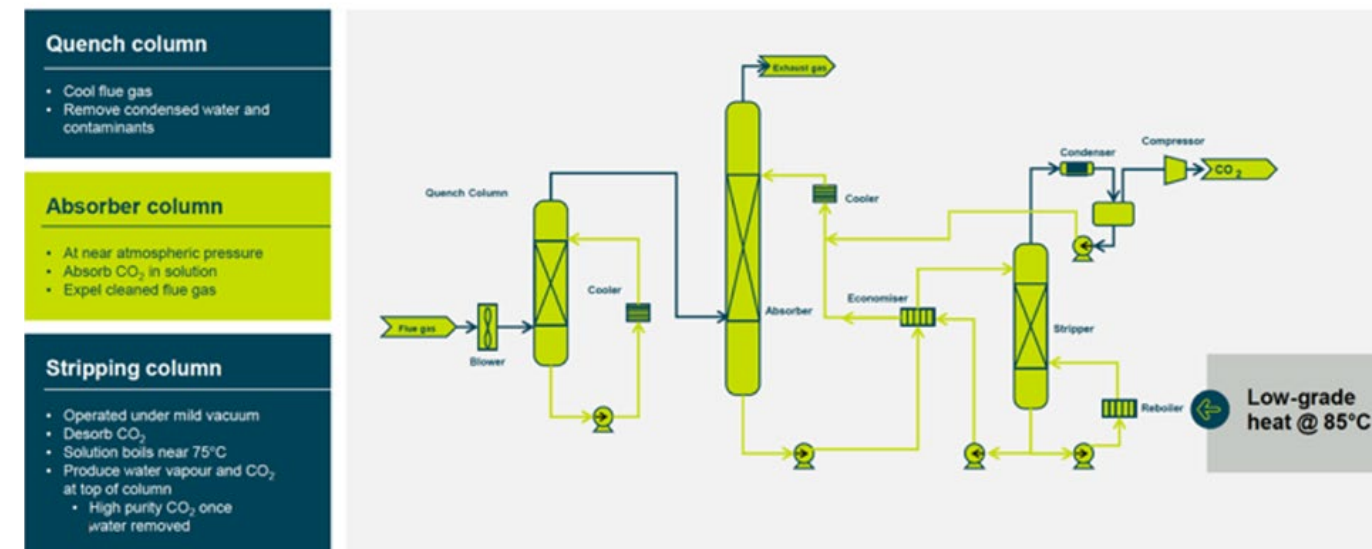 Quench column
• Cool flue gas
• Remove condensed water and
contaminants
Absorber column
• At near atmospheric pressure
• Absorb CO₂ in solution
• Expel cleaned flue gas
Stripping column
• Operated under mild vacuum
• Desorb CO₂
• Solution boils near 75°C
• Produce water vapour and CO₂
at top of column
• High purity CO₂ once
water removed
Exhaust gas
Compressor
Condenser
CO₂
Quench Column
Cooler
Cooler
Economiser
Absorber
Stripper
Flue gas
Blower
Reboiler
Low-grade
heat @ 85°C